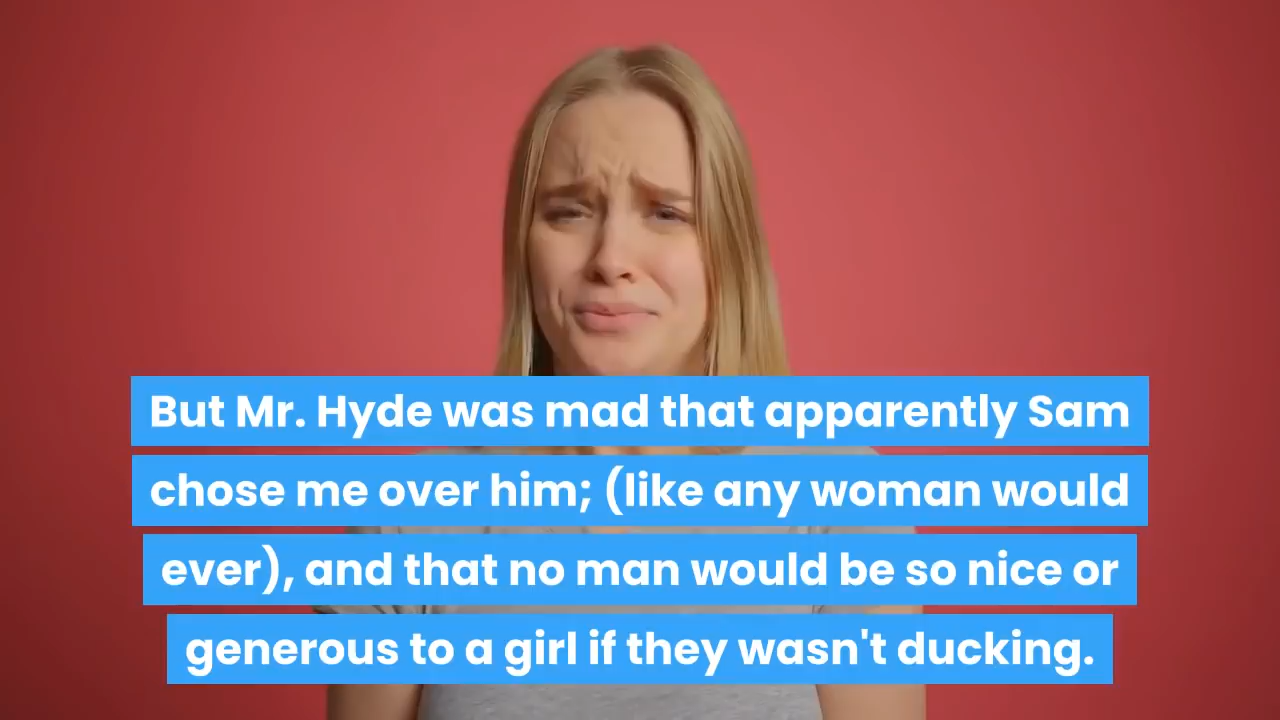 But Mr. Hyde was mad that apparently Sam
chose me over him; (like any woman would
ever), and that no man would be so nice or
generous to a girl if they wasn't ducking.